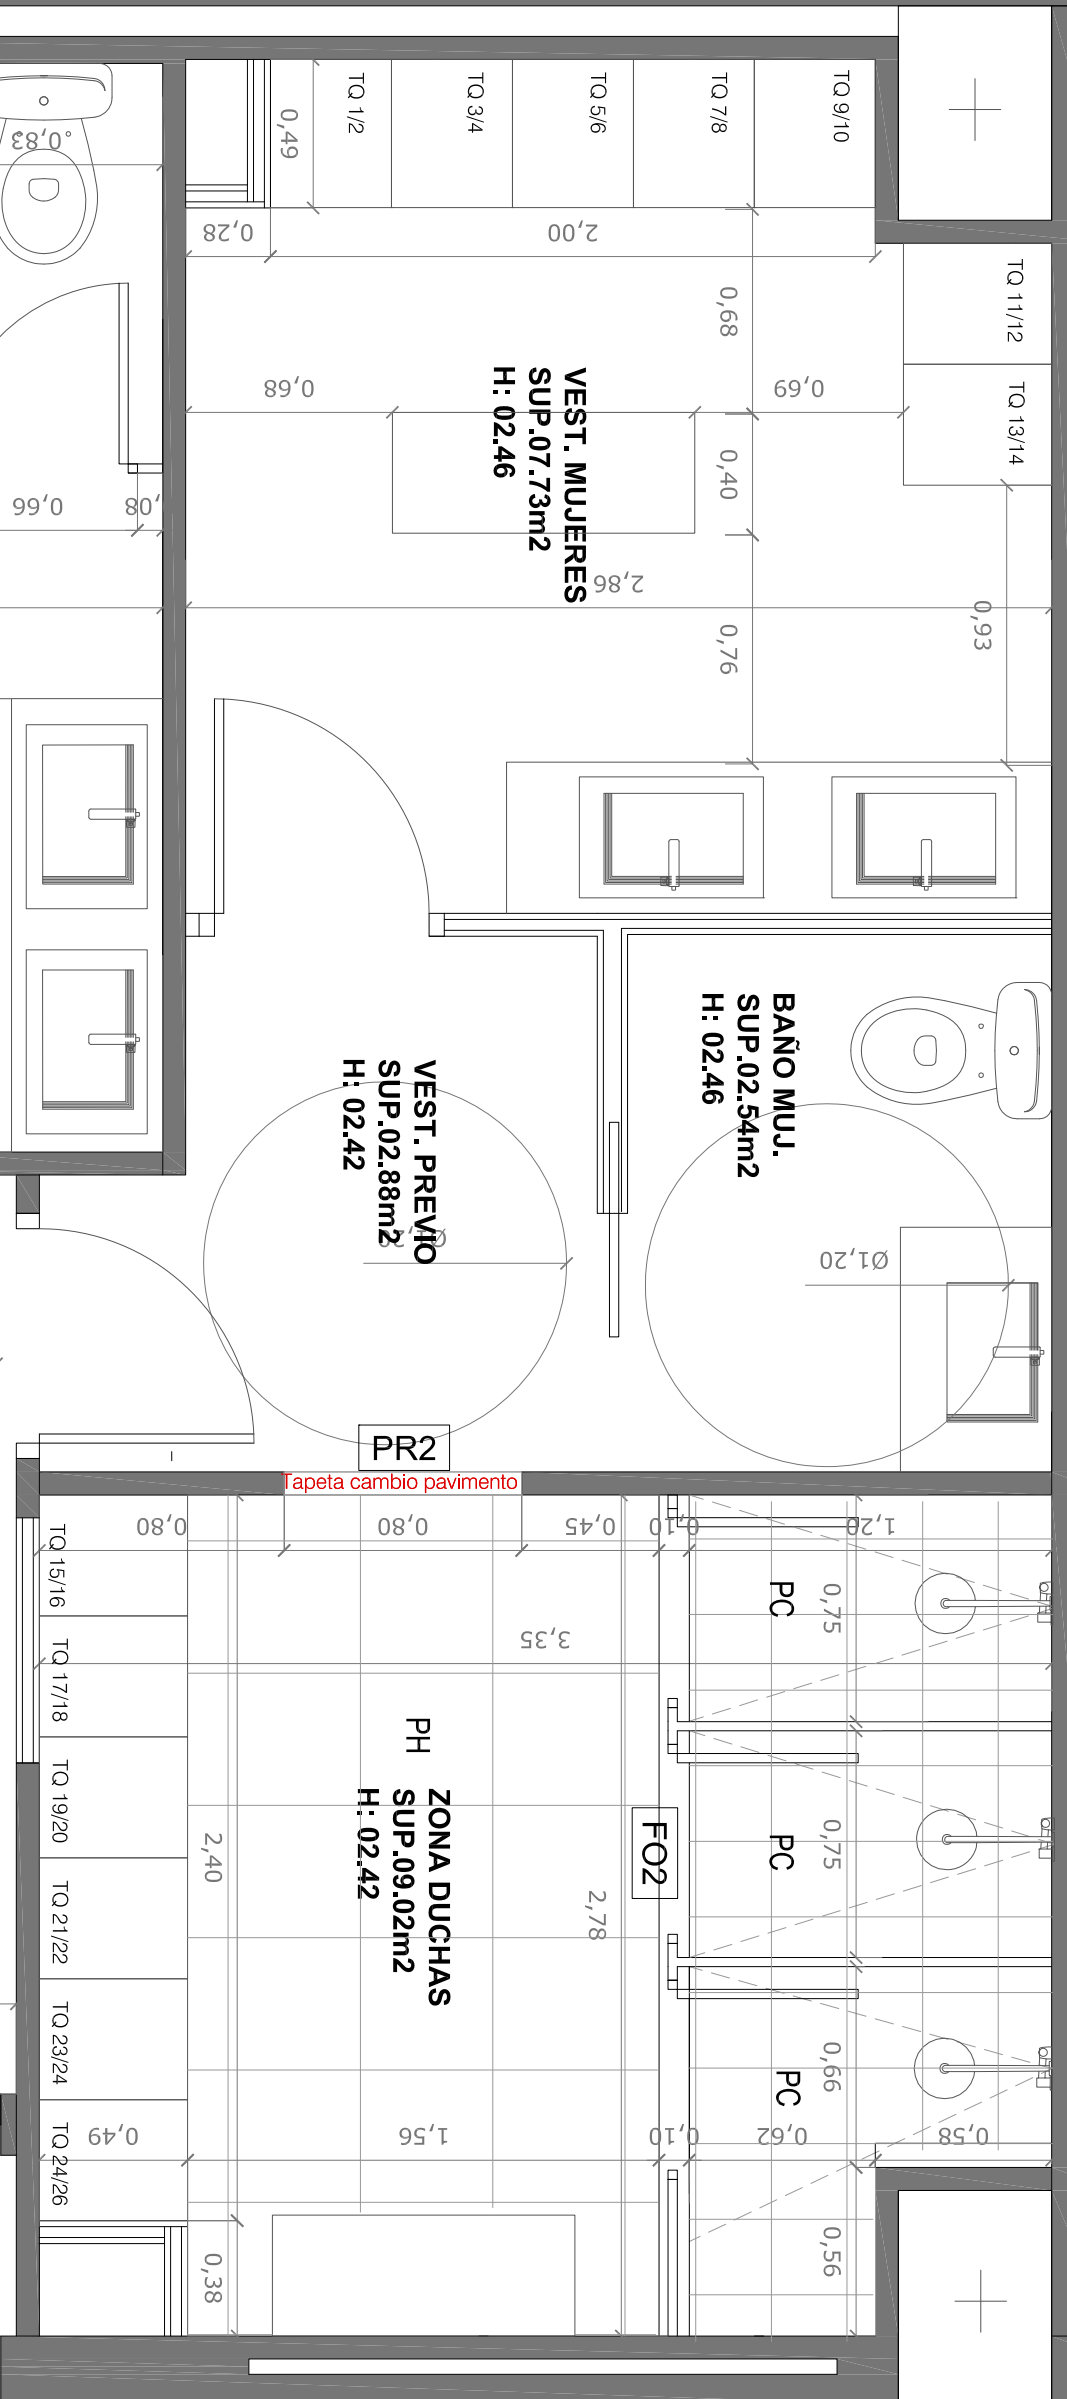 TQ 1/2
TQ 3/4
TQ 5/6
TQ 7/8
TQ 9/10
0,83
0,49
0,28
2,00
TQ 11/12
TQ 13/14
0,68
0,68
0,69
VEST. MUJERES
SUP.07.73m2
H: 02.46
0,40
0,66
,08
2,86
0,93
0,76
BAÑO MUJ.
SUP.02.54m2
H: 02.46
VEST. PREVIO
SUP.02.88m2
H: 02.42
Ø1,20
PR2
Tapeta cambio pavimento
0,80
0,80
0,45
0,10
1,20
TQ 15/16
TQ 17/18
TQ 19/20
TQ 21/22
TQ 23/24
TQ 24/26
PC
0,75
3,35
PH
ZONA DUCHAS
SUP.09.02m2
H: 02.42
FO2
PC
0,75
2,40
2,78
PC
0,66
0,49
1,56
0,10
0,62
0,58
0,38
0,56